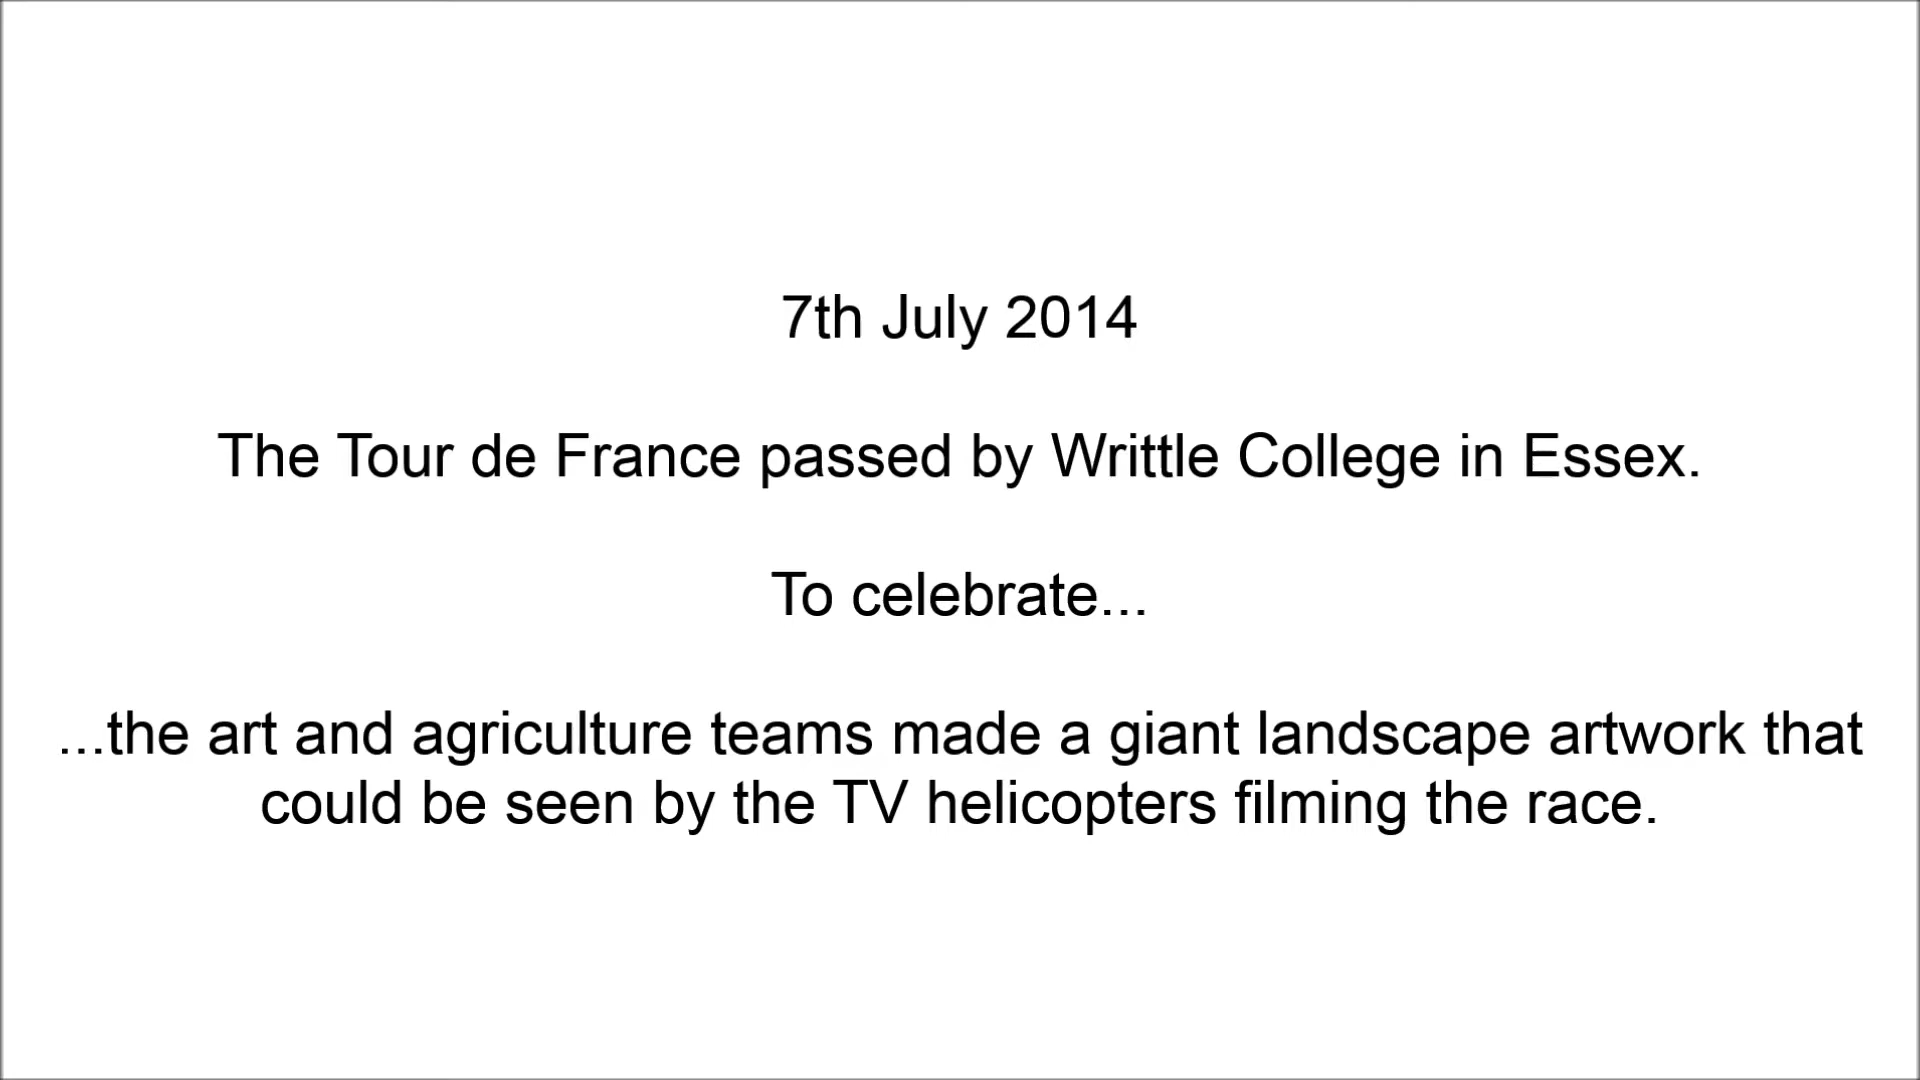 7th July 2014
The Tour de France passed by Writtle College in Essex.
To celebrate...
...the art and agriculture teams made a giant landscape artwork that
could be seen by the TV helicopters filming the race.